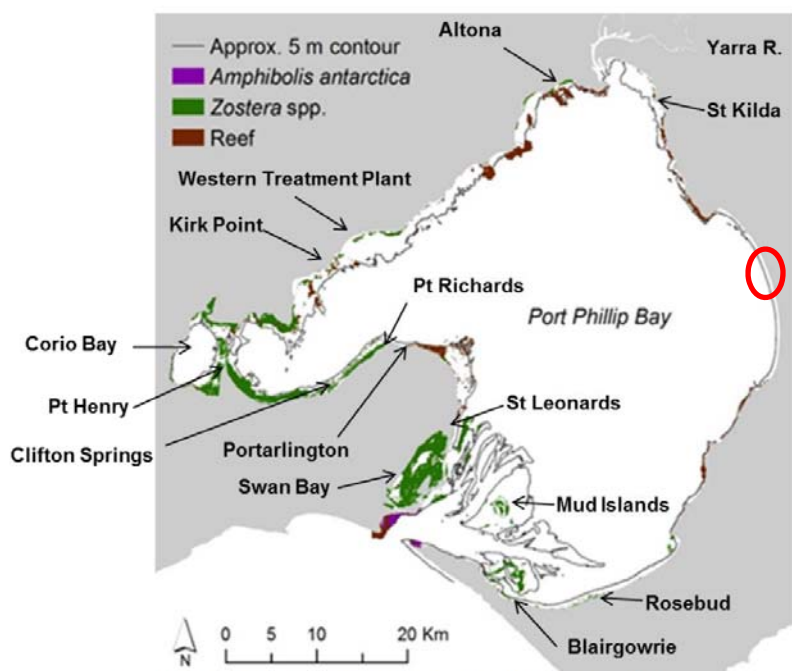 Approx. 5 m contour
Amphibolis antarctica
Zostera spp.
Reef
Altona
Yarra R.
St Kilda
Western Treatment Plant
Kirk Point
Pt Richards
Port Phillip Bay
Corio Bay
Pt Henry
Clifton Springs
Portarlington
St Leonards
Swan Bay
Mud Islands
Rosebud
Blairgowrie
N
0 5 10 20 Km